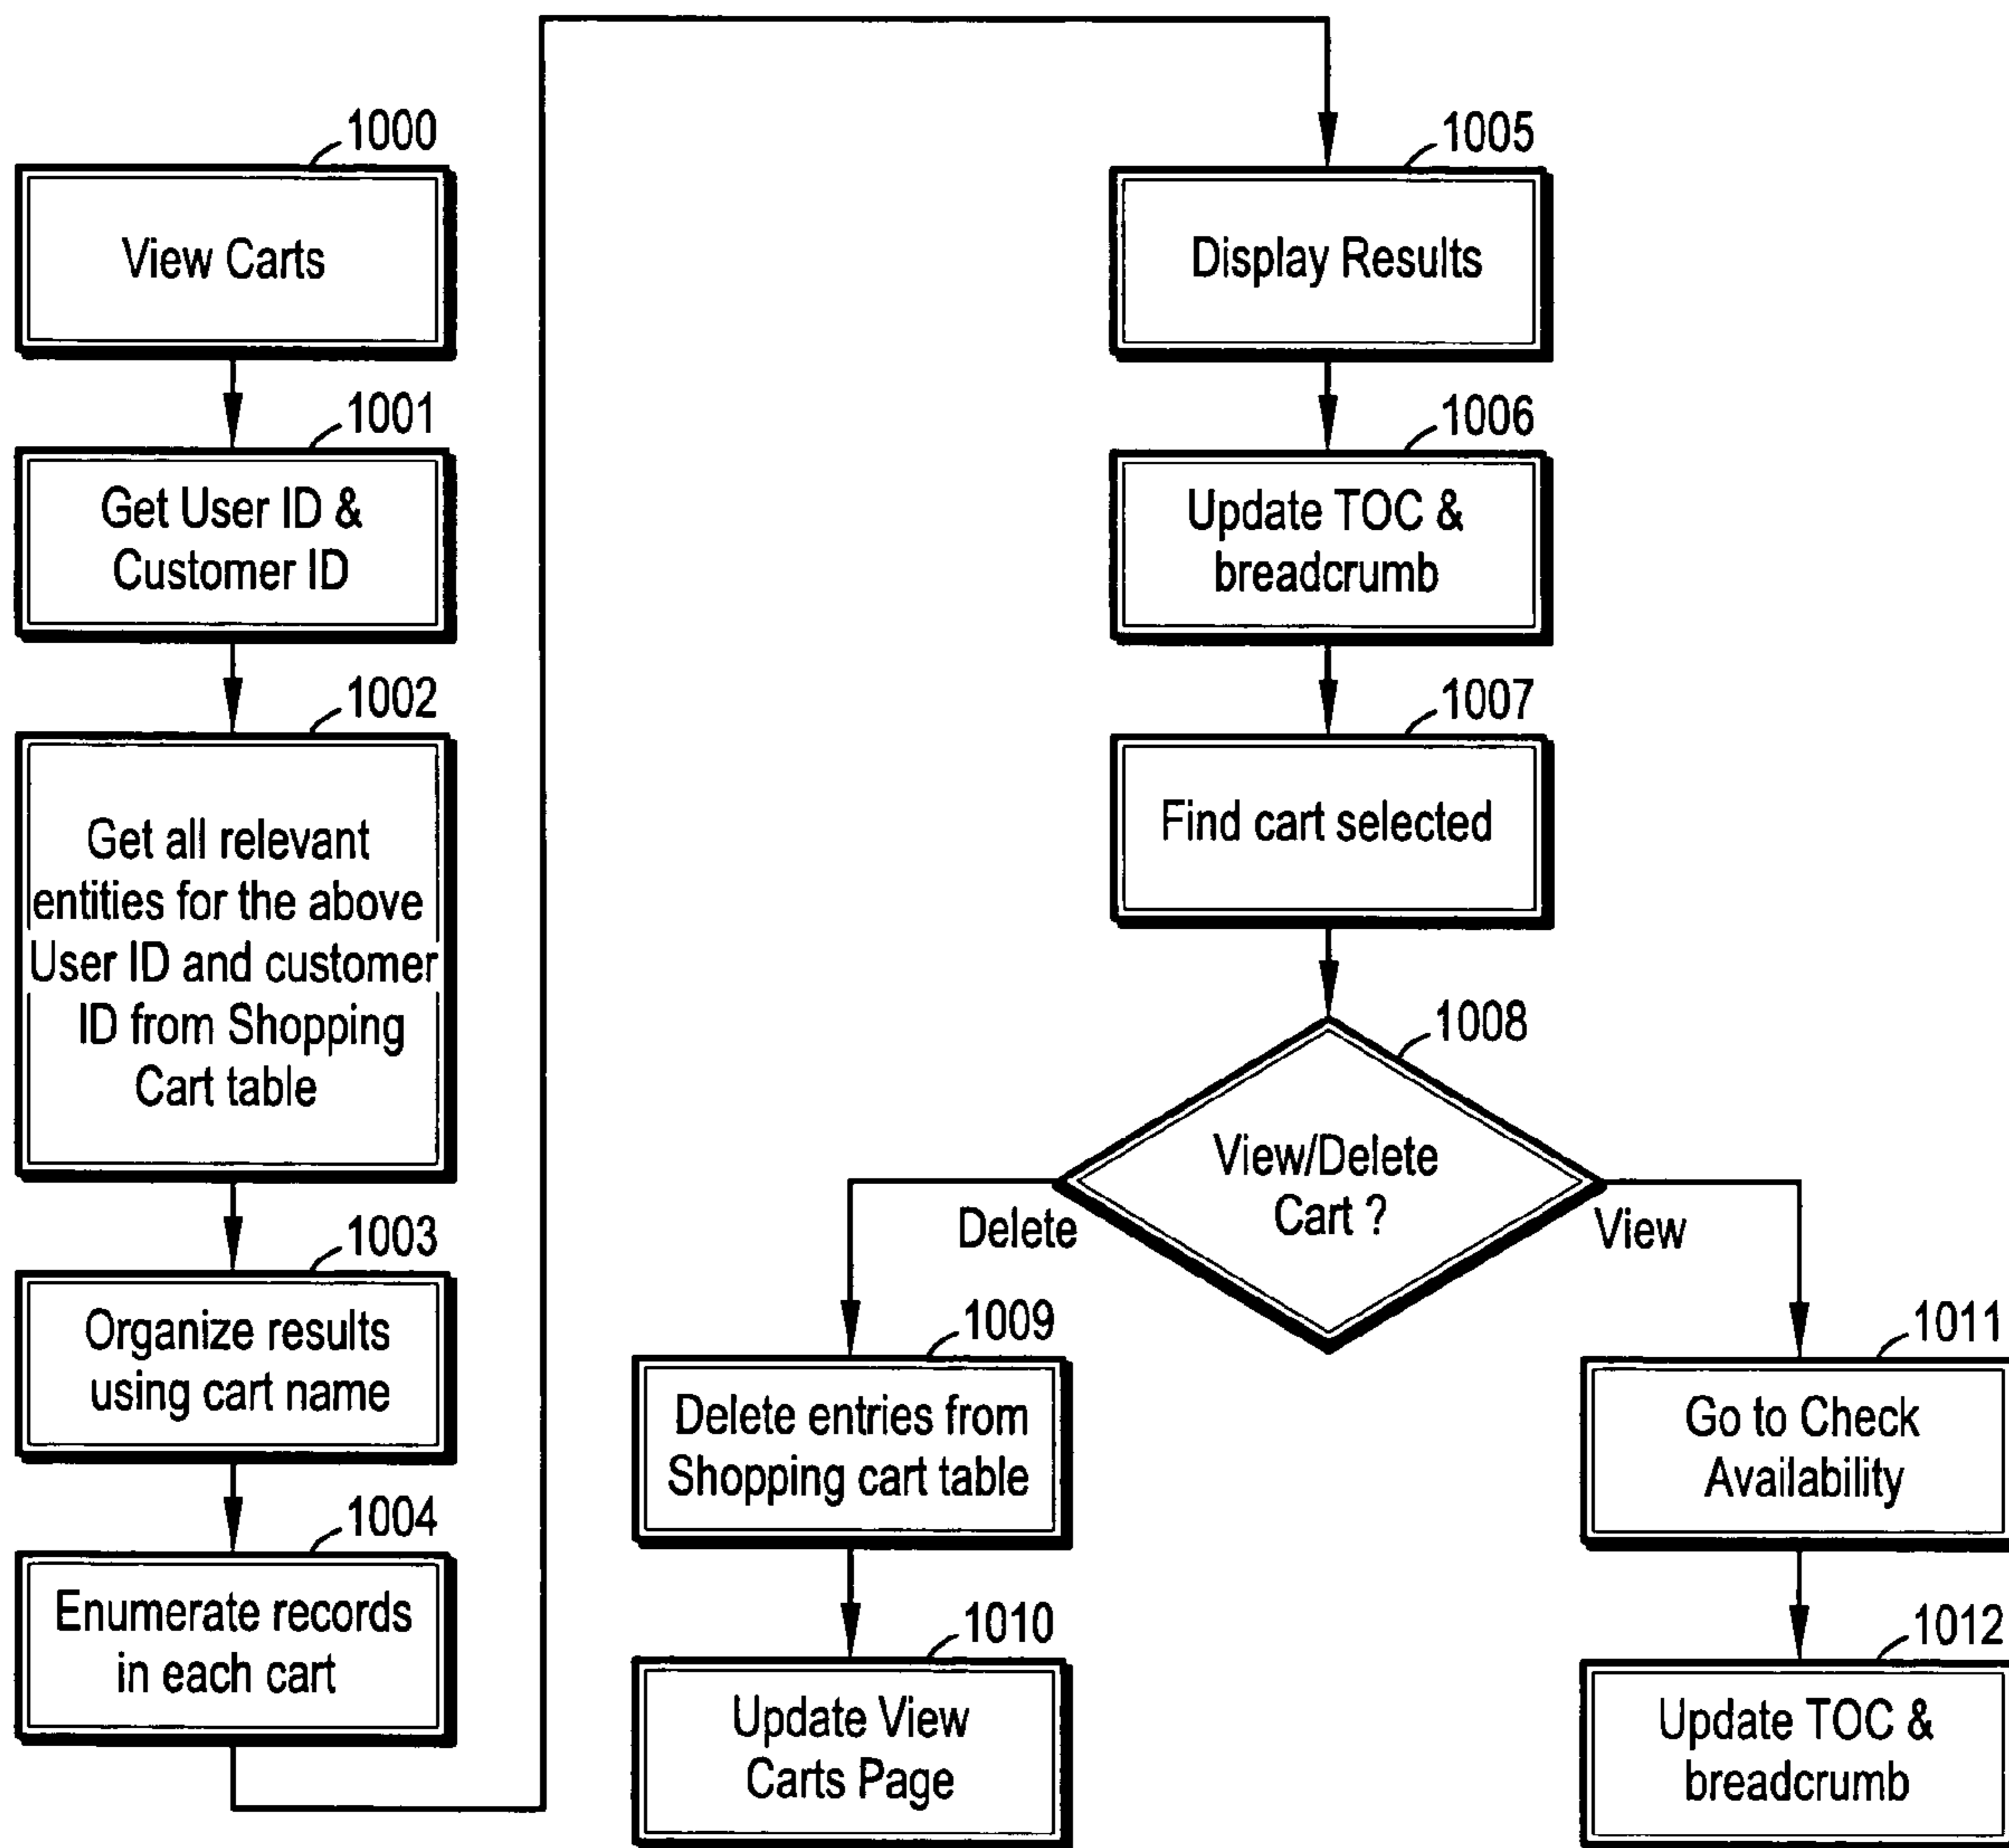 1000
View Carts
1001
Get User ID &
Customer ID
1002
Get all relevant
entities for the above
User ID and customer
ID from Shopping
Cart table
1003
Organize results
using cart name
1004
Enumerate records
in each cart
1005
Display Results
1006
Update TOC &
breadcrumb
1007
Find cart selected
1008
View/Delete
Cart ?
Delete
View
1009
Delete entries from
Shopping cart table
1010
Update View
Carts Page
1011
Go to Check
Availability
1012
Update TOC &
breadcrumb